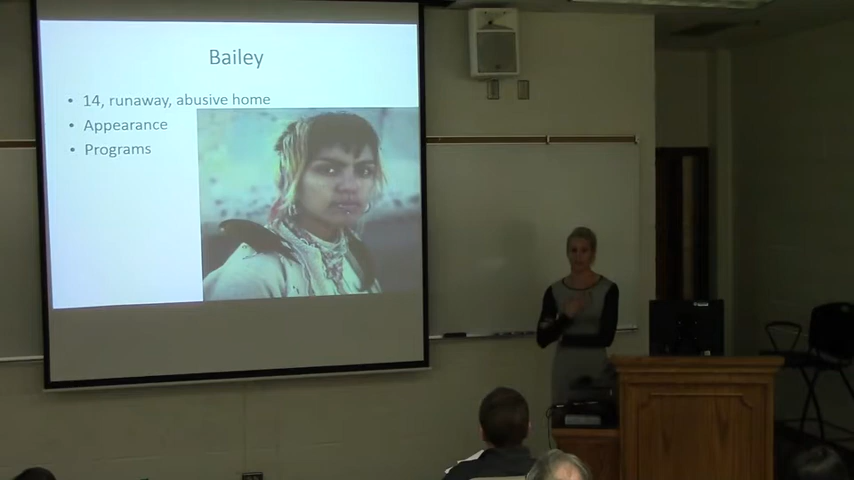 Bailey
• 14, runaway, abusive home
• Appearance
• Programs